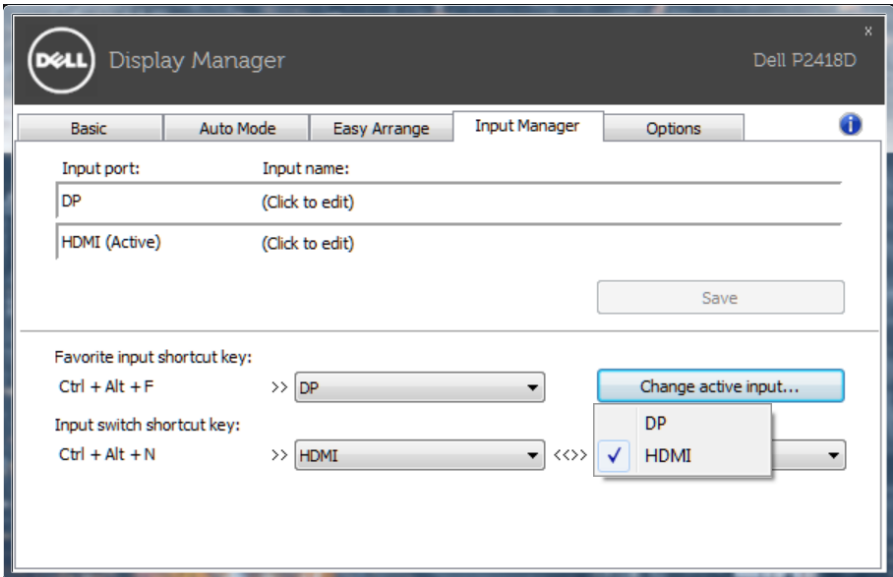 x
DELL Display Manager Dell P2418D
Basic Auto Mode Easy Arrange Input Manager Options i
Input port: Input name:
DP (Click to edit)
HDMI (Active) (Click to edit)
Save
Favorite input shortcut key:
Ctrl + Alt + F >> DP Change active input...
DP
Input switch shortcut key:
Ctrl + Alt + N >> HDMI <<>> HDMI